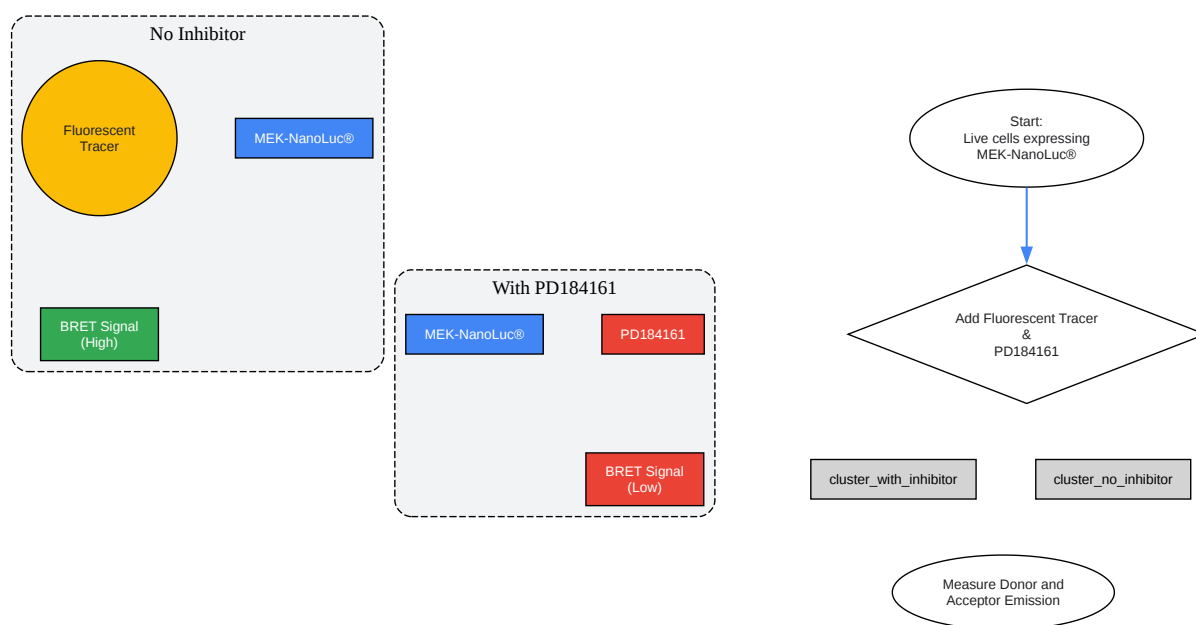 No Inhibitor
Fluorescent
Tracer
MEK-NanoLuc®
BRET Signal
(High)
With PD184161
MEK-NanoLuc®
PD184161
BRET Signal
(Low)
Start:
Live cells expressing
MEK-NanoLuc®
Add Fluorescent Tracer
&
PD184161
cluster_with_inhibitor
cluster_no_inhibitor
Measure Donor and
Acceptor Emission